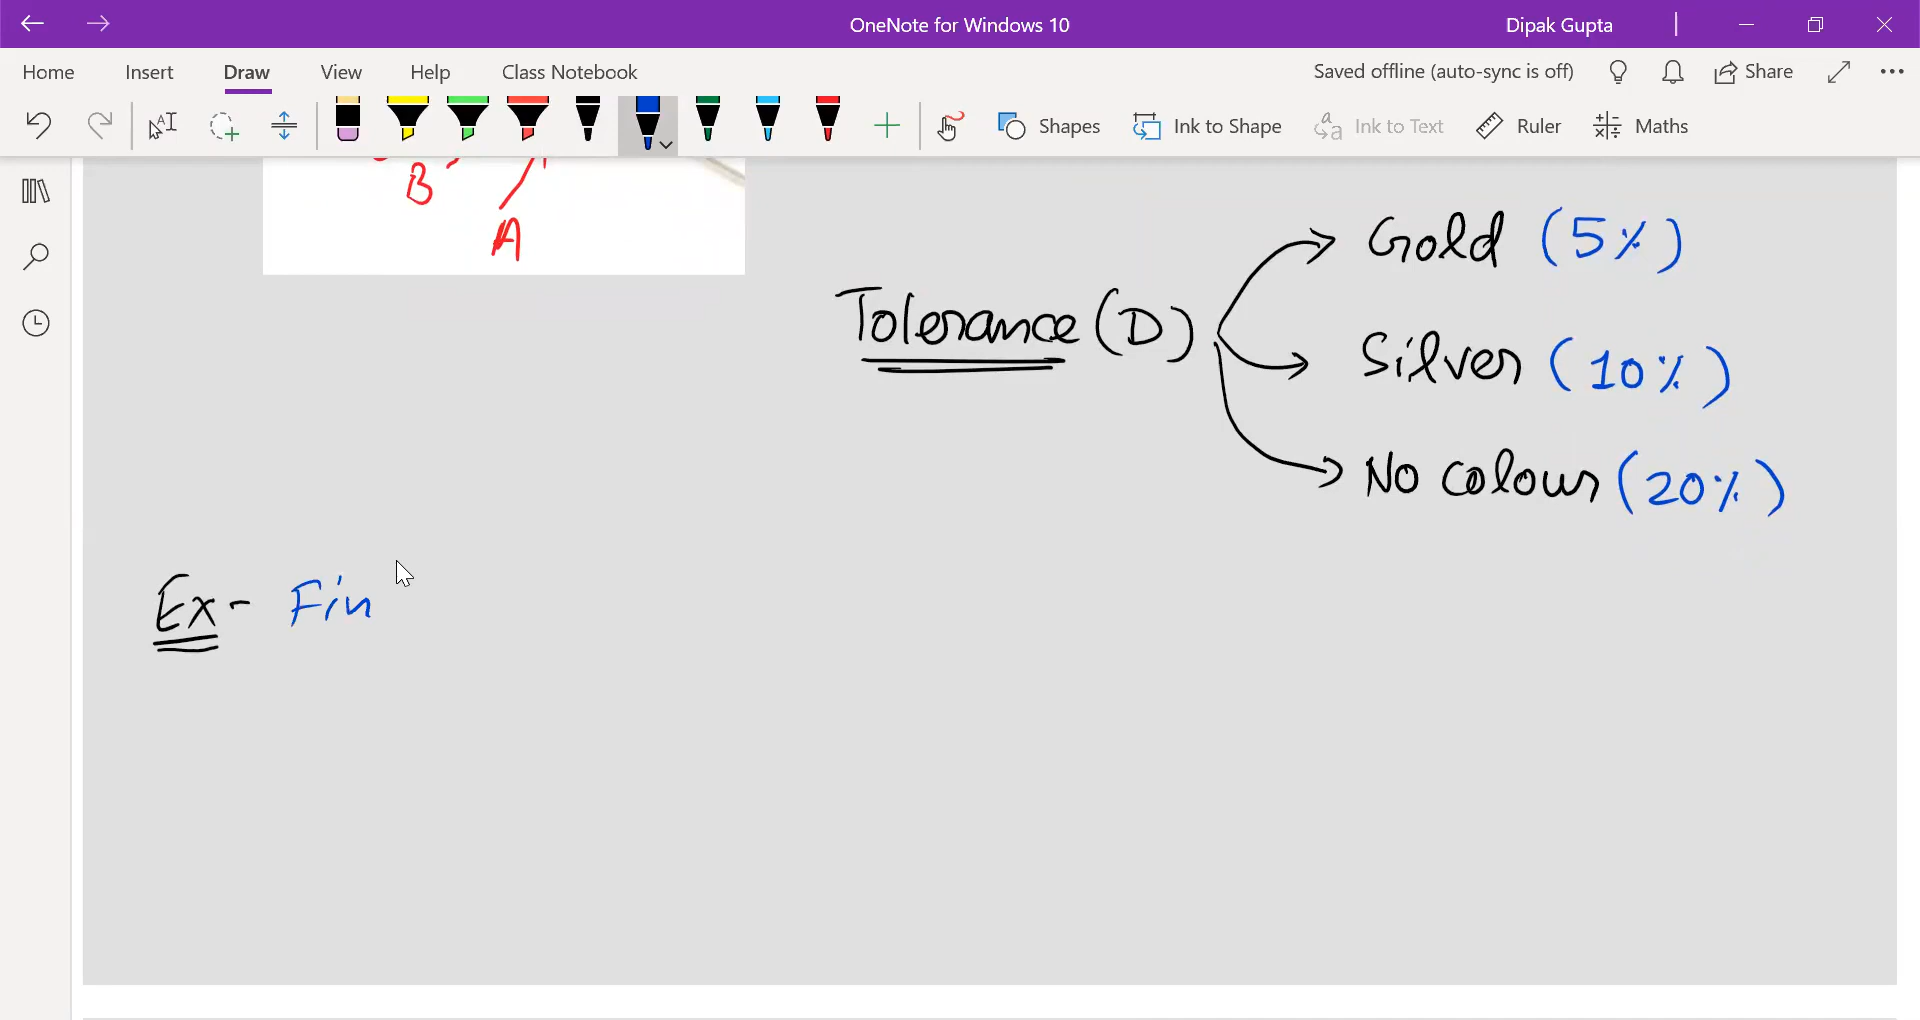 OneNote for Windows 10
Dipak Gupta
Home Insert Draw View Help Class Notebook
Saved offline (auto-sync is off) Share
Shapes Ink to Shape Ink to Text Ruler Maths
B
A
Gold (5%)
Tolerance (D)
Silver (10%)
No colour (20%)
Ex- Fin